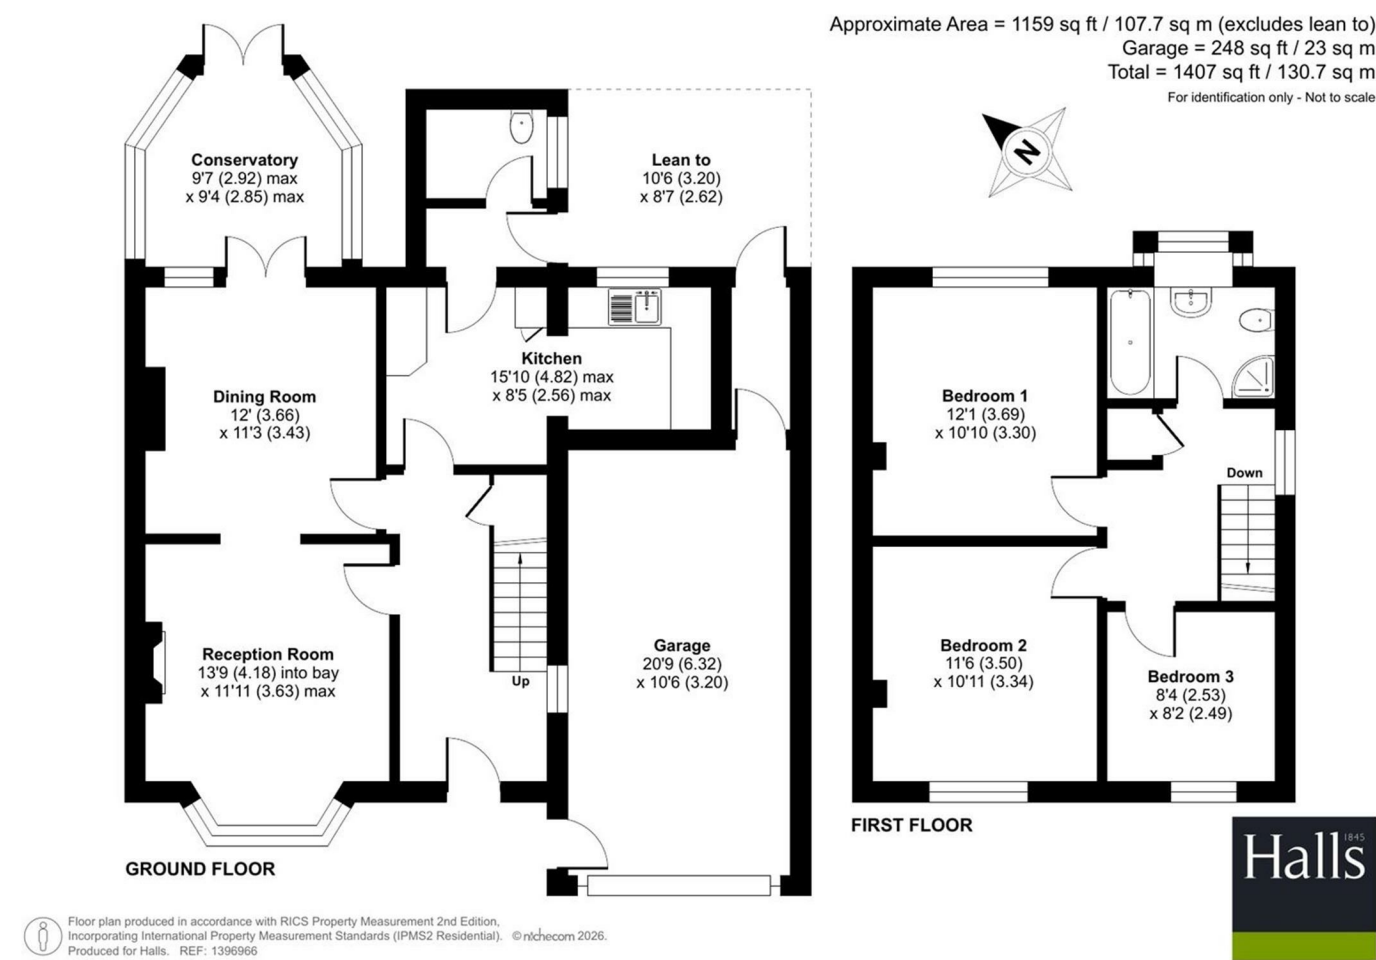 Approximate Area = 1159 sq ft / 107.7 sq m (excludes lean to)
Garage = 248 sq ft / 23 sq m
Total = 1407 sq ft / 130.7 sq m
For identification only - Not to scale
N
Conservatory
9'7 (2.92) max
x 9'4 (2.85) max
Lean to
10'6 (3.20)
x 8'7 (2.62)
Kitchen
15'10 (4.82) max
x 8'5 (2.56) max
Dining Room
12' (3.66)
x 11'3 (3.43)
Reception Room
13'9 (4.18) into bay
x 11'11 (3.63) max
Up
Garage
20'9 (6.32)
x 10'6 (3.20)
GROUND FLOOR
Bedroom 1
12'1 (3.69)
x 10'10 (3.30)
Down
Bedroom 2
11'6 (3.50)
x 10'11 (3.34)
Bedroom 3
8'4 (2.53)
x 8'2 (2.49)
FIRST FLOOR
1845
Halls
Floor plan produced in accordance with RICS Property Measurement 2nd Edition,
Incorporating International Property Measurement Standards (IPMS2 Residential). © nichecom 2026.
Produced for Halls. REF: 1396966